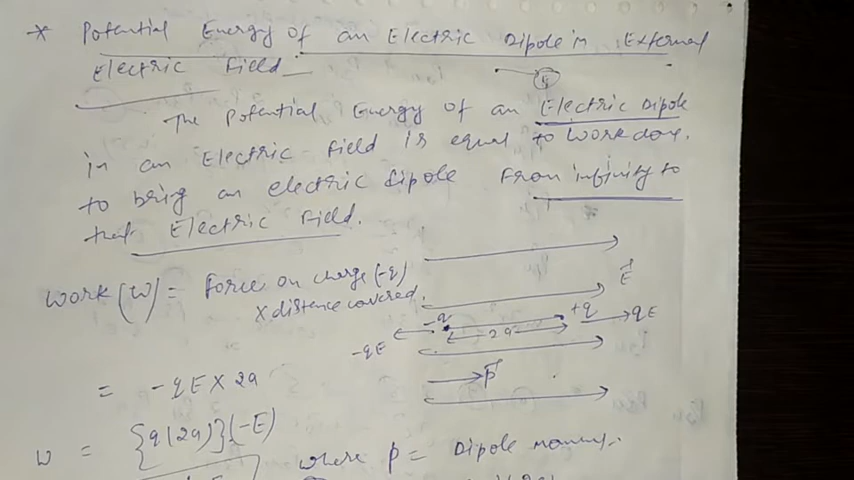 * Potential Energy of an Electric Dipole in External
Electric Field
The Potential Energy of an Electric Dipole
in an Electric field is equal to work done.
to bring an electric dipole from infinity to
that Electric Field.
Work (W) = Force on charge (-q)
x distance covered.
E
-q +q qE
2a
-qE
P
= -qE x 2a
W = {q(2a)}(-E)
where p = Dipole